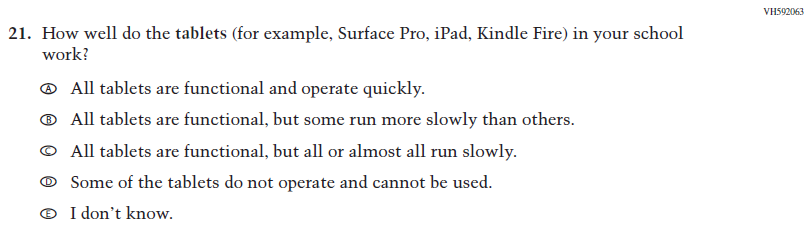 VH592063
21. How well do the tablets (for example, Surface Pro, iPad, Kindle Fire) in your school
work?
A All tablets are functional and operate quickly.
B All tablets are functional, but some run more slowly than others.
C All tablets are functional, but all or almost all run slowly.
D Some of the tablets do not operate and cannot be used.
E I don't know.